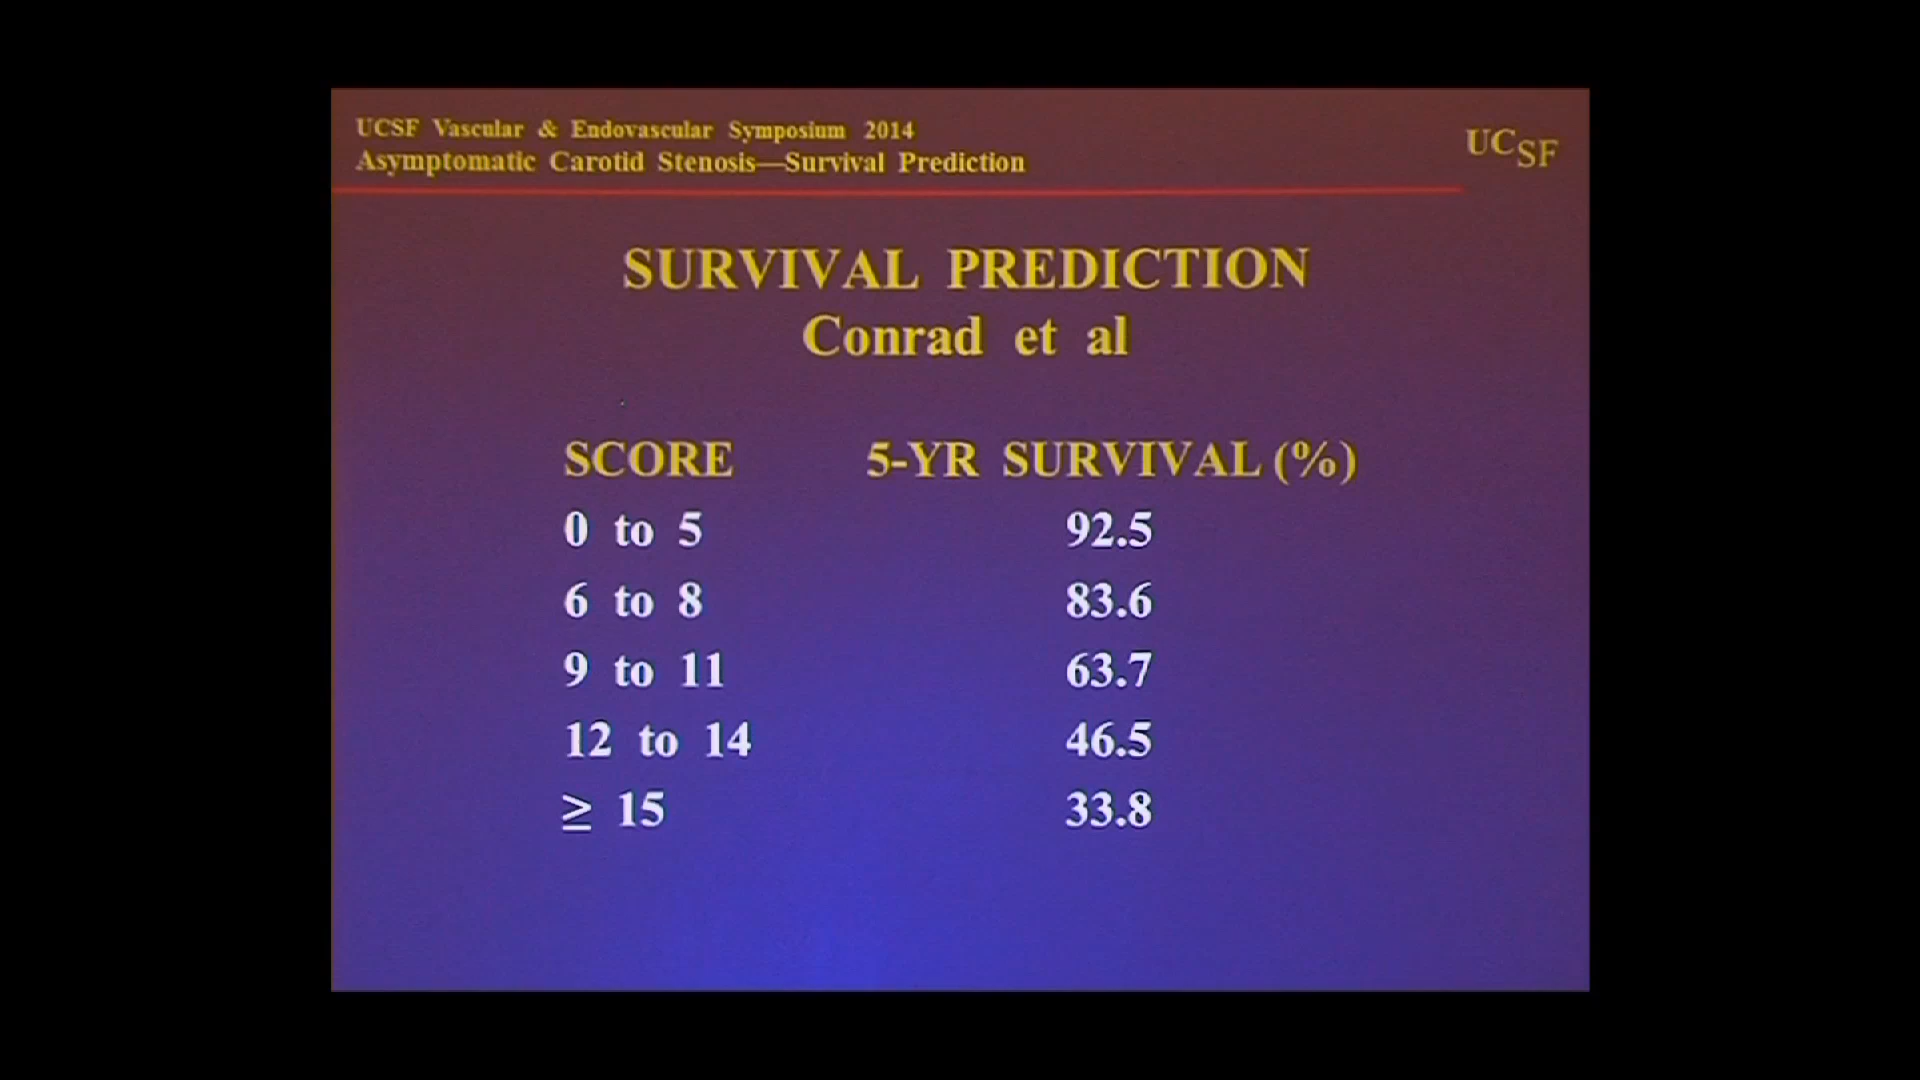 UCSF Vascular & Endovascular Symposium 2014
Asymptomatic Carotid Stenosis—Survival Prediction
UCSF
SURVIVAL PREDICTION
Conrad et al
SCORE 5-YR SURVIVAL (%)
0 to 5 92.5
6 to 8 83.6
9 to 11 63.7
12 to 14 46.5
≥ 15 33.8